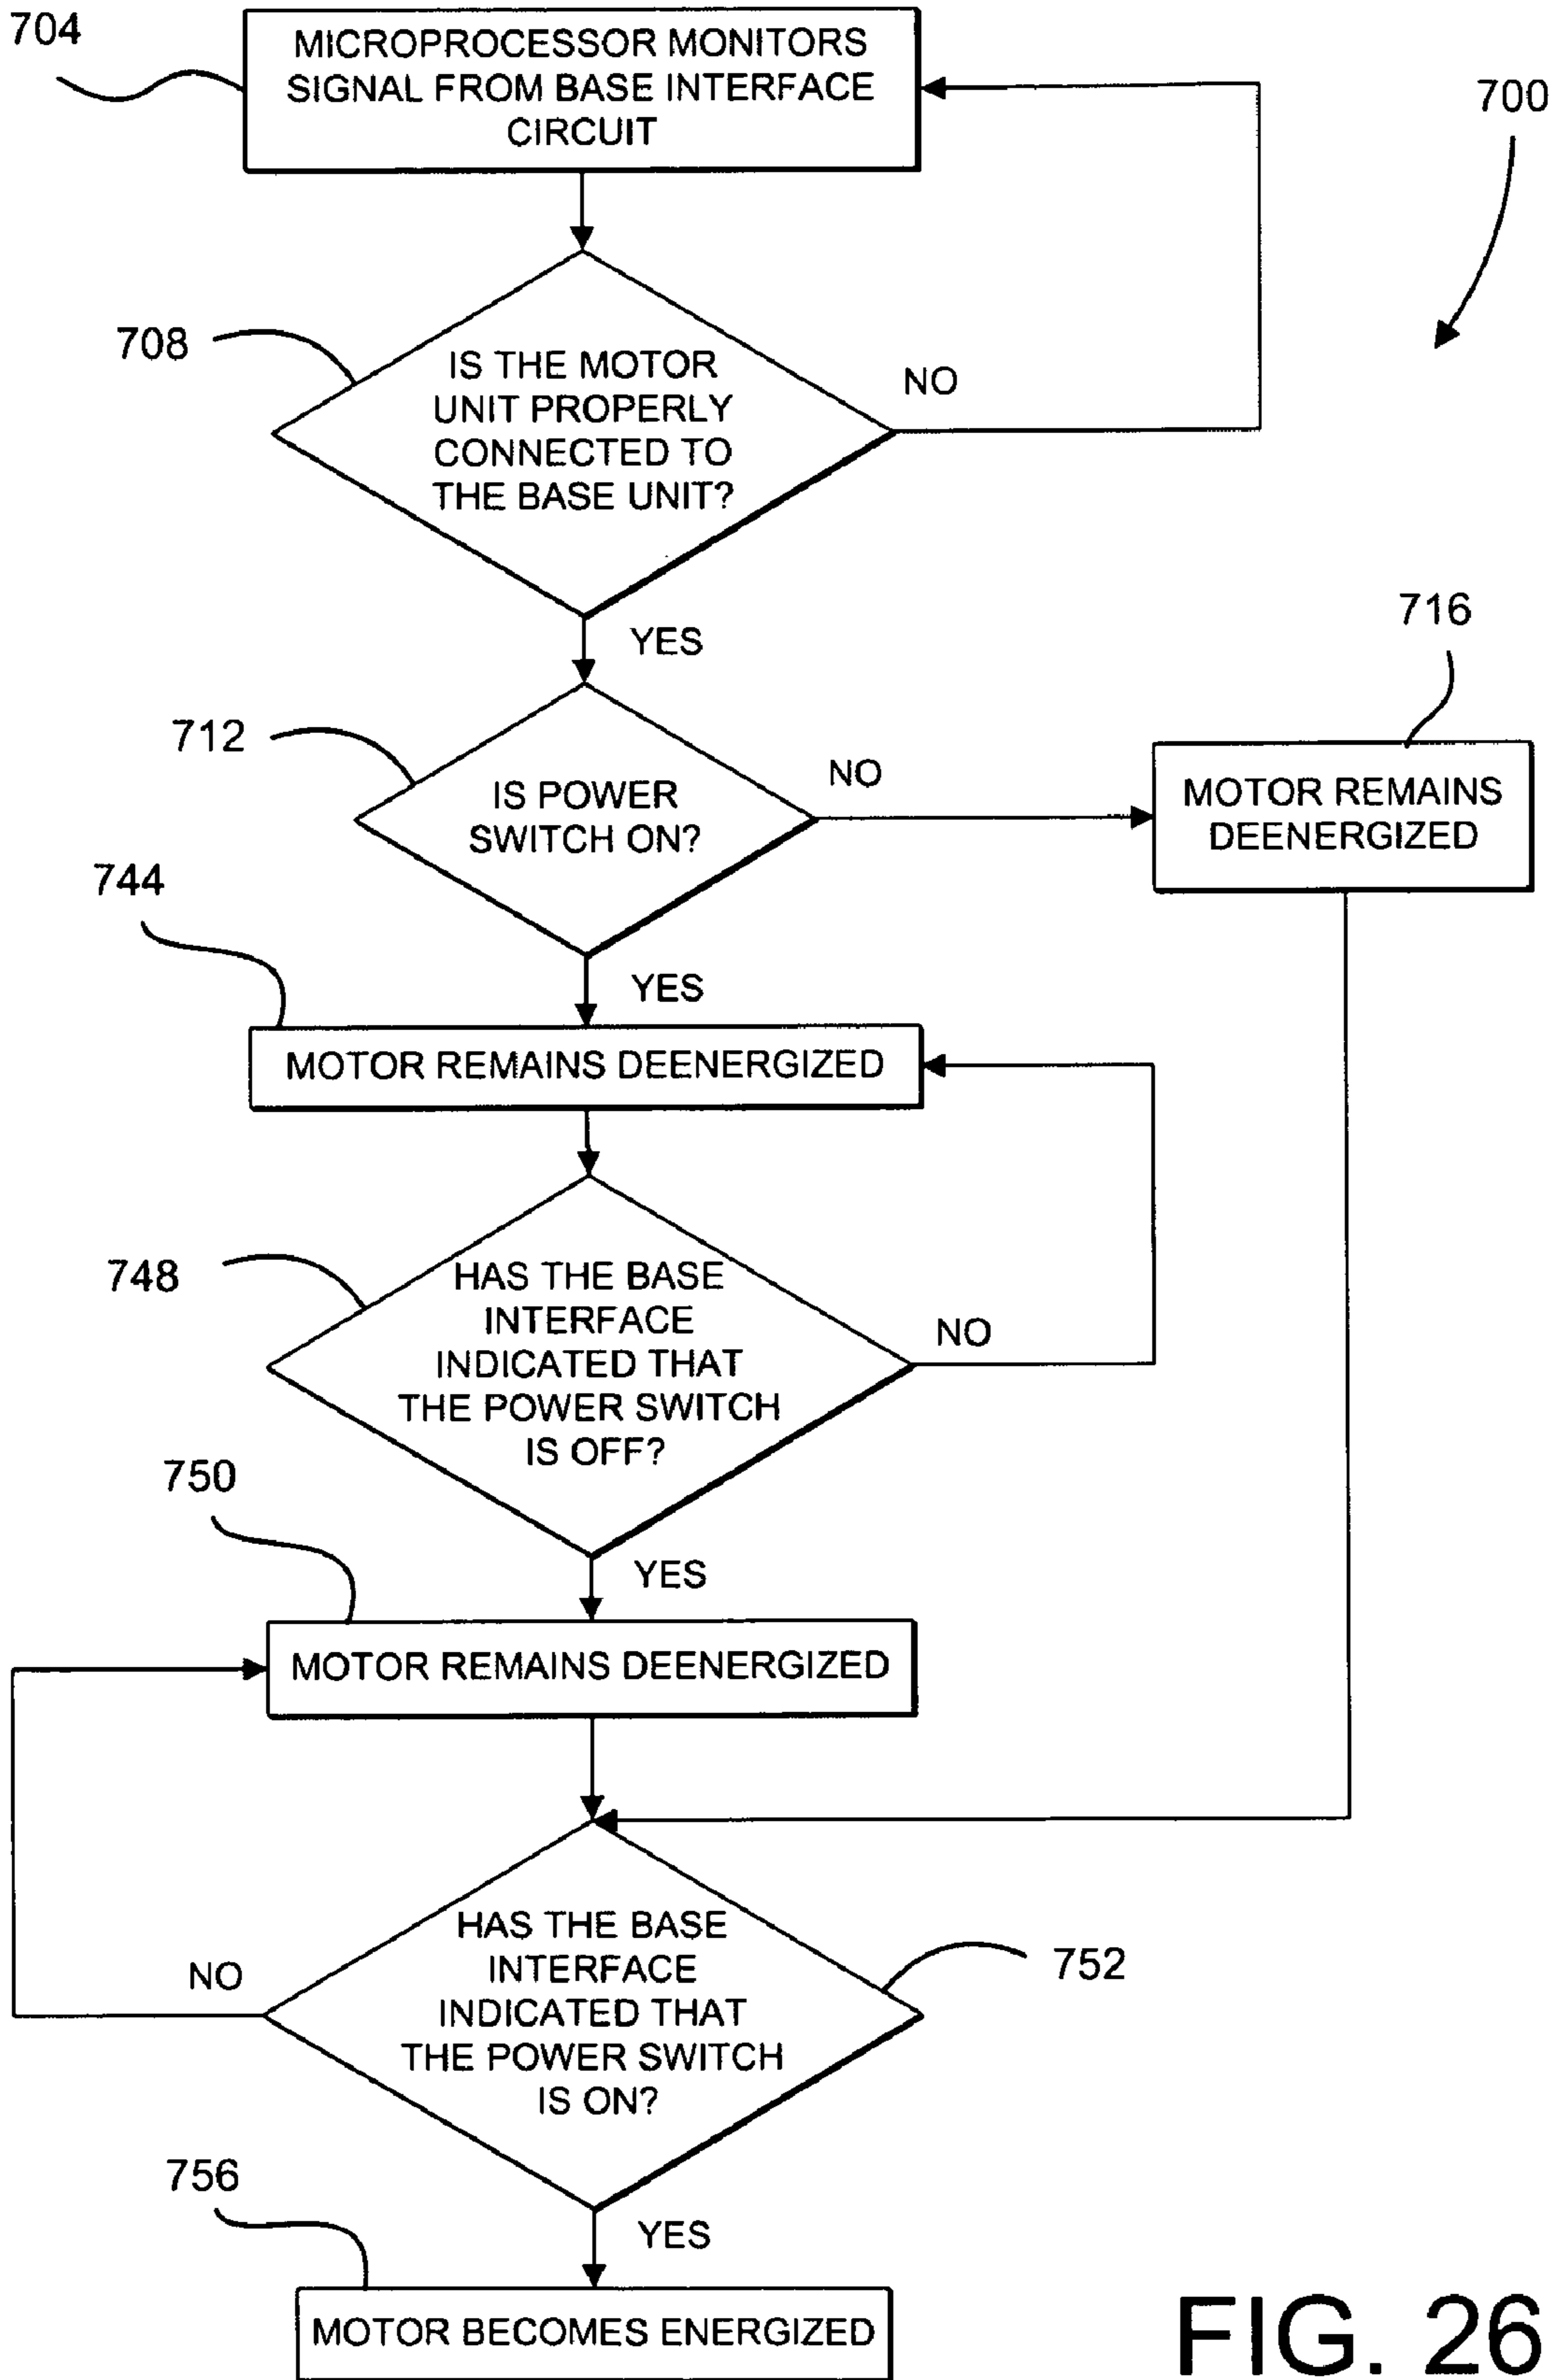 704
MICROPROCESSOR MONITORS
SIGNAL FROM BASE INTERFACE
CIRCUIT
700
708
IS THE MOTOR
UNIT PROPERLY
CONNECTED TO
THE BASE UNIT?
NO
YES
716
712
IS POWER
SWITCH ON?
NO
MOTOR REMAINS
DEENERGIZED
744
YES
MOTOR REMAINS DEENERGIZED
748
HAS THE BASE
INTERFACE
INDICATED THAT
THE POWER SWITCH
IS OFF?
NO
750
YES
MOTOR REMAINS DEENERGIZED
HAS THE BASE
INTERFACE
INDICATED THAT
THE POWER SWITCH
IS ON?
NO
752
756
YES
MOTOR BECOMES ENERGIZED
FIG. 26